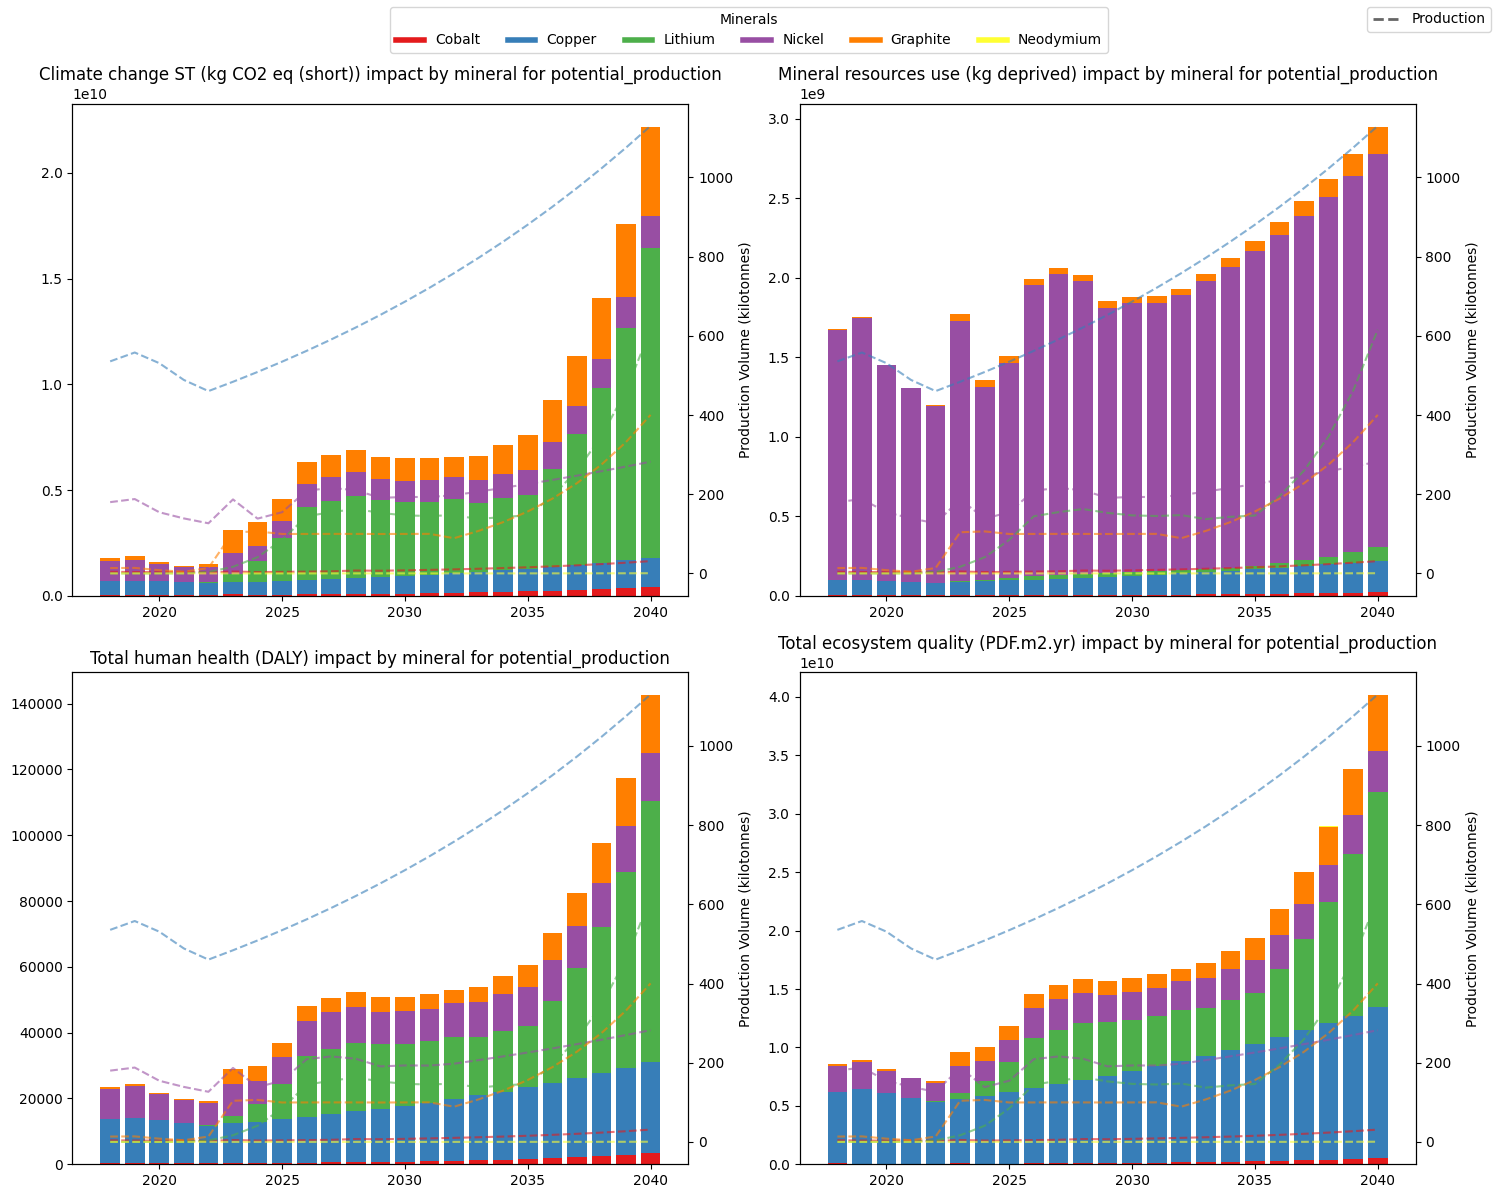 Minerals
Cobalt Copper Lithium Nickel Graphite Neodymium
Production
Climate change ST (kg CO2 eq (short)) impact by mineral for potential_production
1e10
2.0
1.5
1.0
0.5
0.0
1000
800
600
400
200
0
Production Volume (kilotonnes)
2020 2025 2030 2035 2040
Mineral resources use (kg deprived) impact by mineral for potential_production
1e9
3.0
2.5
2.0
1.5
1.0
0.5
0.0
1000
800
600
400
200
0
Production Volume (kilotonnes)
2020 2025 2030 2035 2040
Total human health (DALY) impact by mineral for potential_production
140000
120000
100000
80000
60000
40000
20000
0
1000
800
600
400
200
0
Production Volume (kilotonnes)
2020 2025 2030 2035 2040
Total ecosystem quality (PDF.m2.yr) impact by mineral for potential_production
1e10
4.0
3.5
3.0
2.5
2.0
1.5
1.0
0.5
0.0
1000
800
600
400
200
0
Production Volume (kilotonnes)
2020 2025 2030 2035 2040